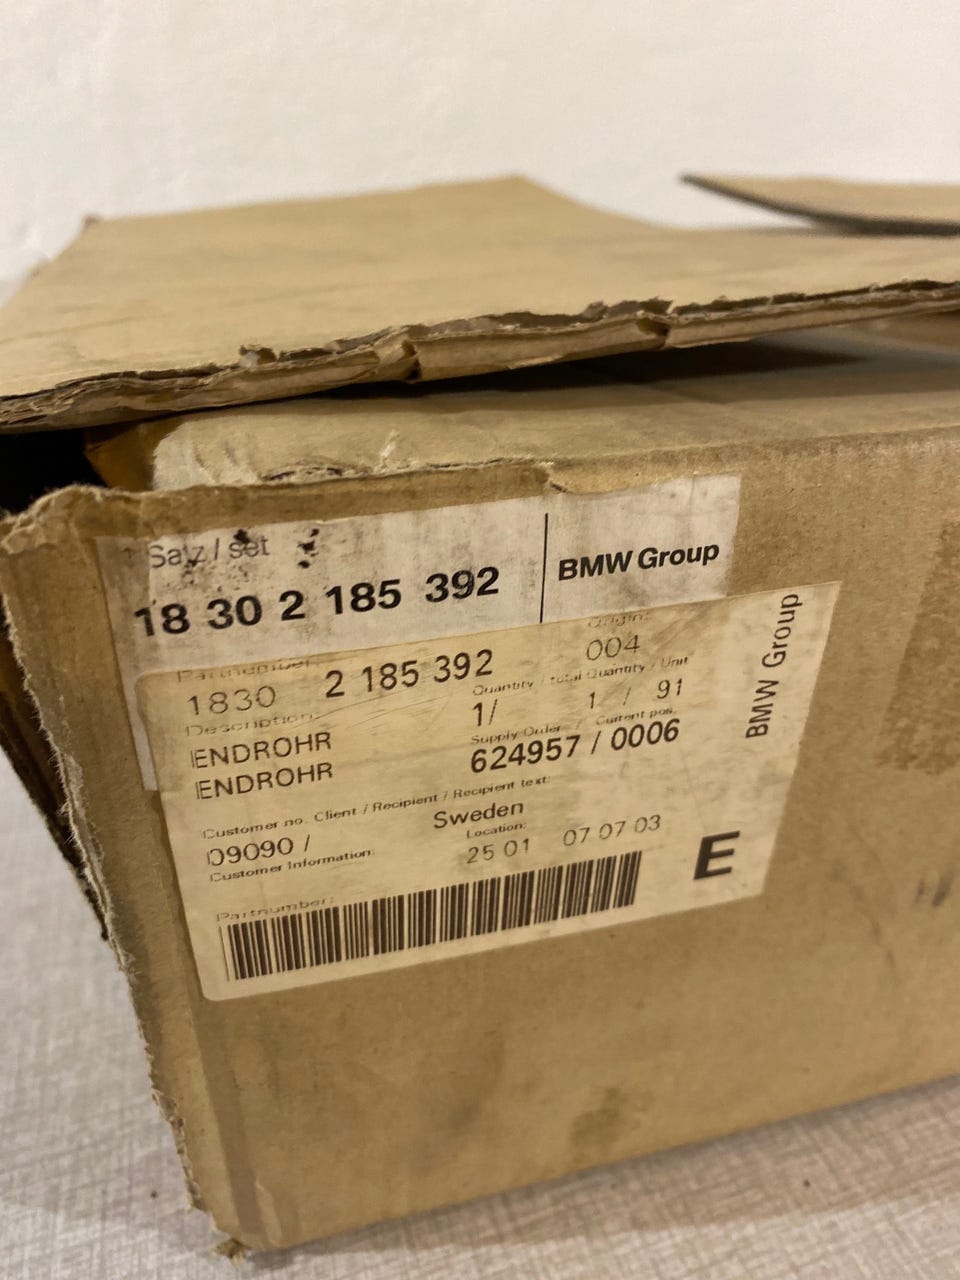 1 Satz / set
18 30 2 185 392
BMW Group
Partnumber:
Origin:
1830 2 185 392
004
Description:
Quantity / total Quantity / Unit
ENDROHR
1/ 1 / 91
Supply Order / Current pos.
ENDROHR
624957 / 0006
Customer no. Client / Recipient / Recipient text:
09090 / Sweden
Customer Information:
Location:
25 01 07 07 03
Partnumber:
E
BMW Group